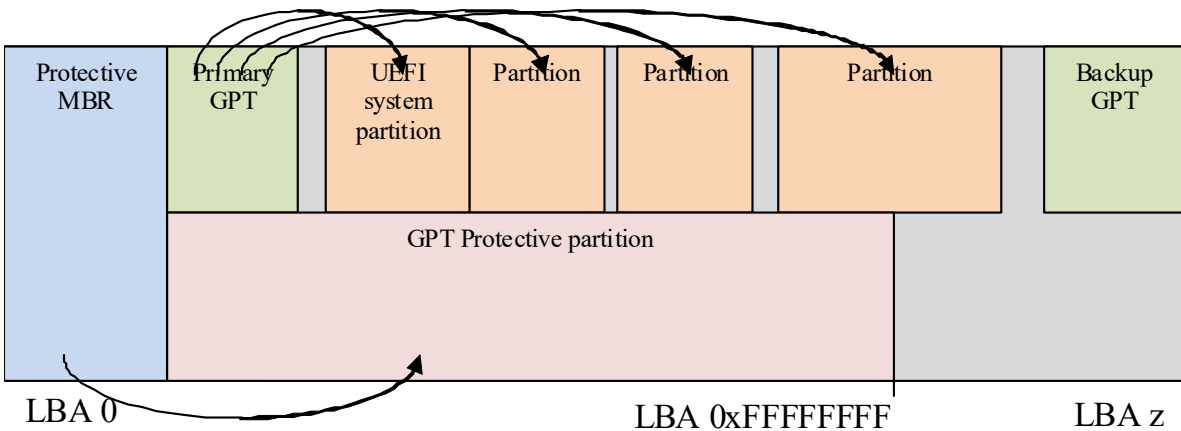 Protective
MBR
Primary
GPT
UEFI
system
partition
Partition
Partition
Partition
Backup
GPT
GPT Protective partition
LBA 0
LBA 0xFFFFFFFF
LBA z